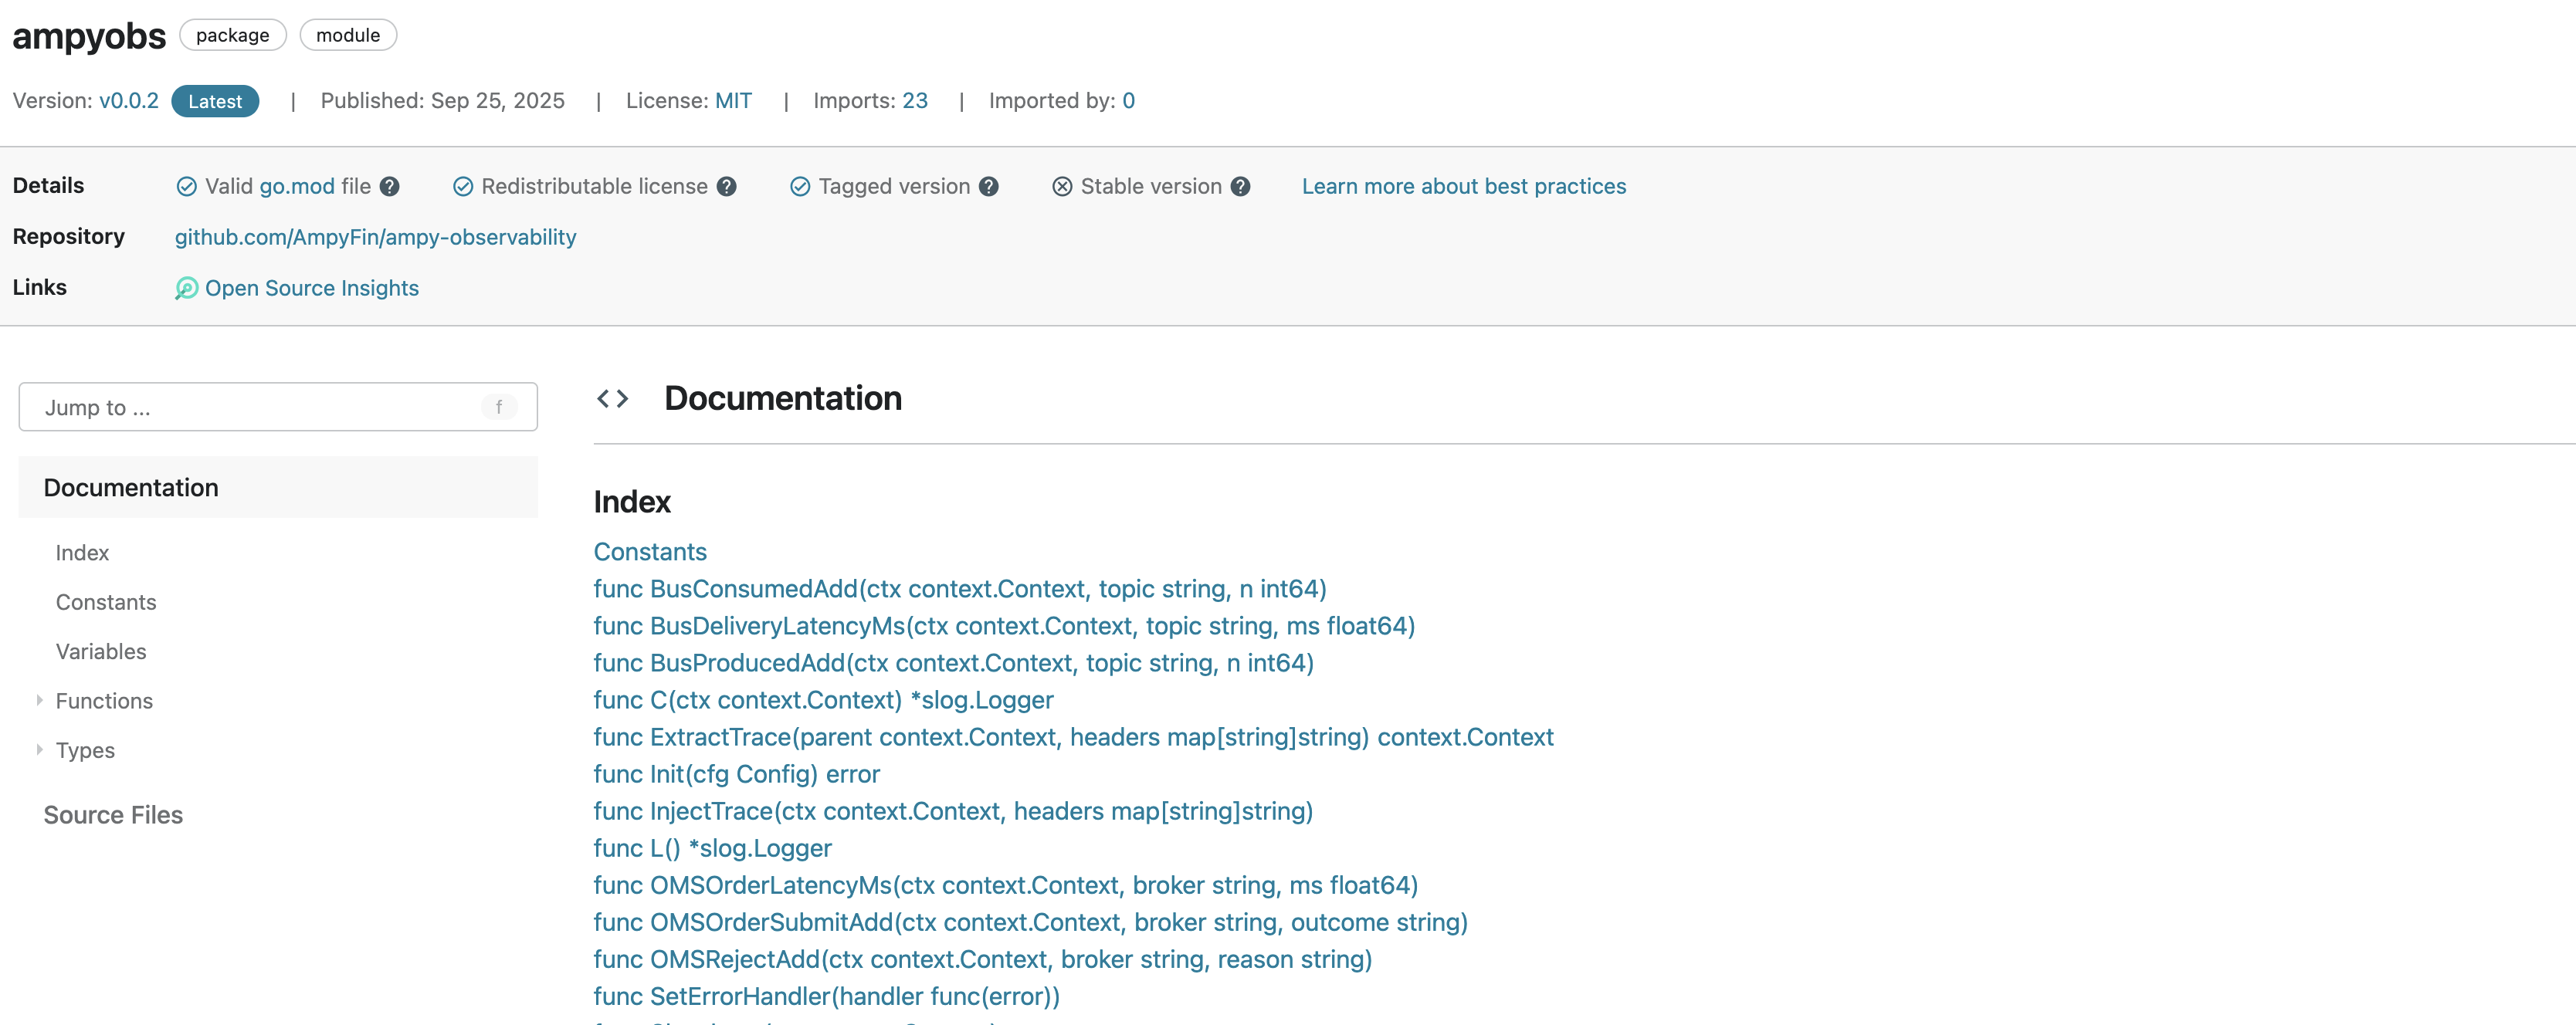 ampyobs package module
Version: v0.0.2 Latest | Published: Sep 25, 2025 | License: MIT | Imports: 23 | Imported by: 0
Details Valid go.mod file ? Redistributable license ? Tagged version ? Stable version ? Learn more about best practices
Repository github.com/AmpyFin/ampy-observability
Links Open Source Insights
Jump to ... f
Documentation
Index
Constants
Variables
Functions
Types
Source Files
<> Documentation
Index
Constants
func BusConsumedAdd(ctx context.Context, topic string, n int64)
func BusDeliveryLatencyMs(ctx context.Context, topic string, ms float64)
func BusProducedAdd(ctx context.Context, topic string, n int64)
func C(ctx context.Context) *slog.Logger
func ExtractTrace(parent context.Context, headers map[string]string) context.Context
func Init(cfg Config) error
func InjectTrace(ctx context.Context, headers map[string]string)
func L() *slog.Logger
func OMSOrderLatencyMs(ctx context.Context, broker string, ms float64)
func OMSOrderSubmitAdd(ctx context.Context, broker string, outcome string)
func OMSRejectAdd(ctx context.Context, broker string, reason string)
func SetErrorHandler(handler func(error))